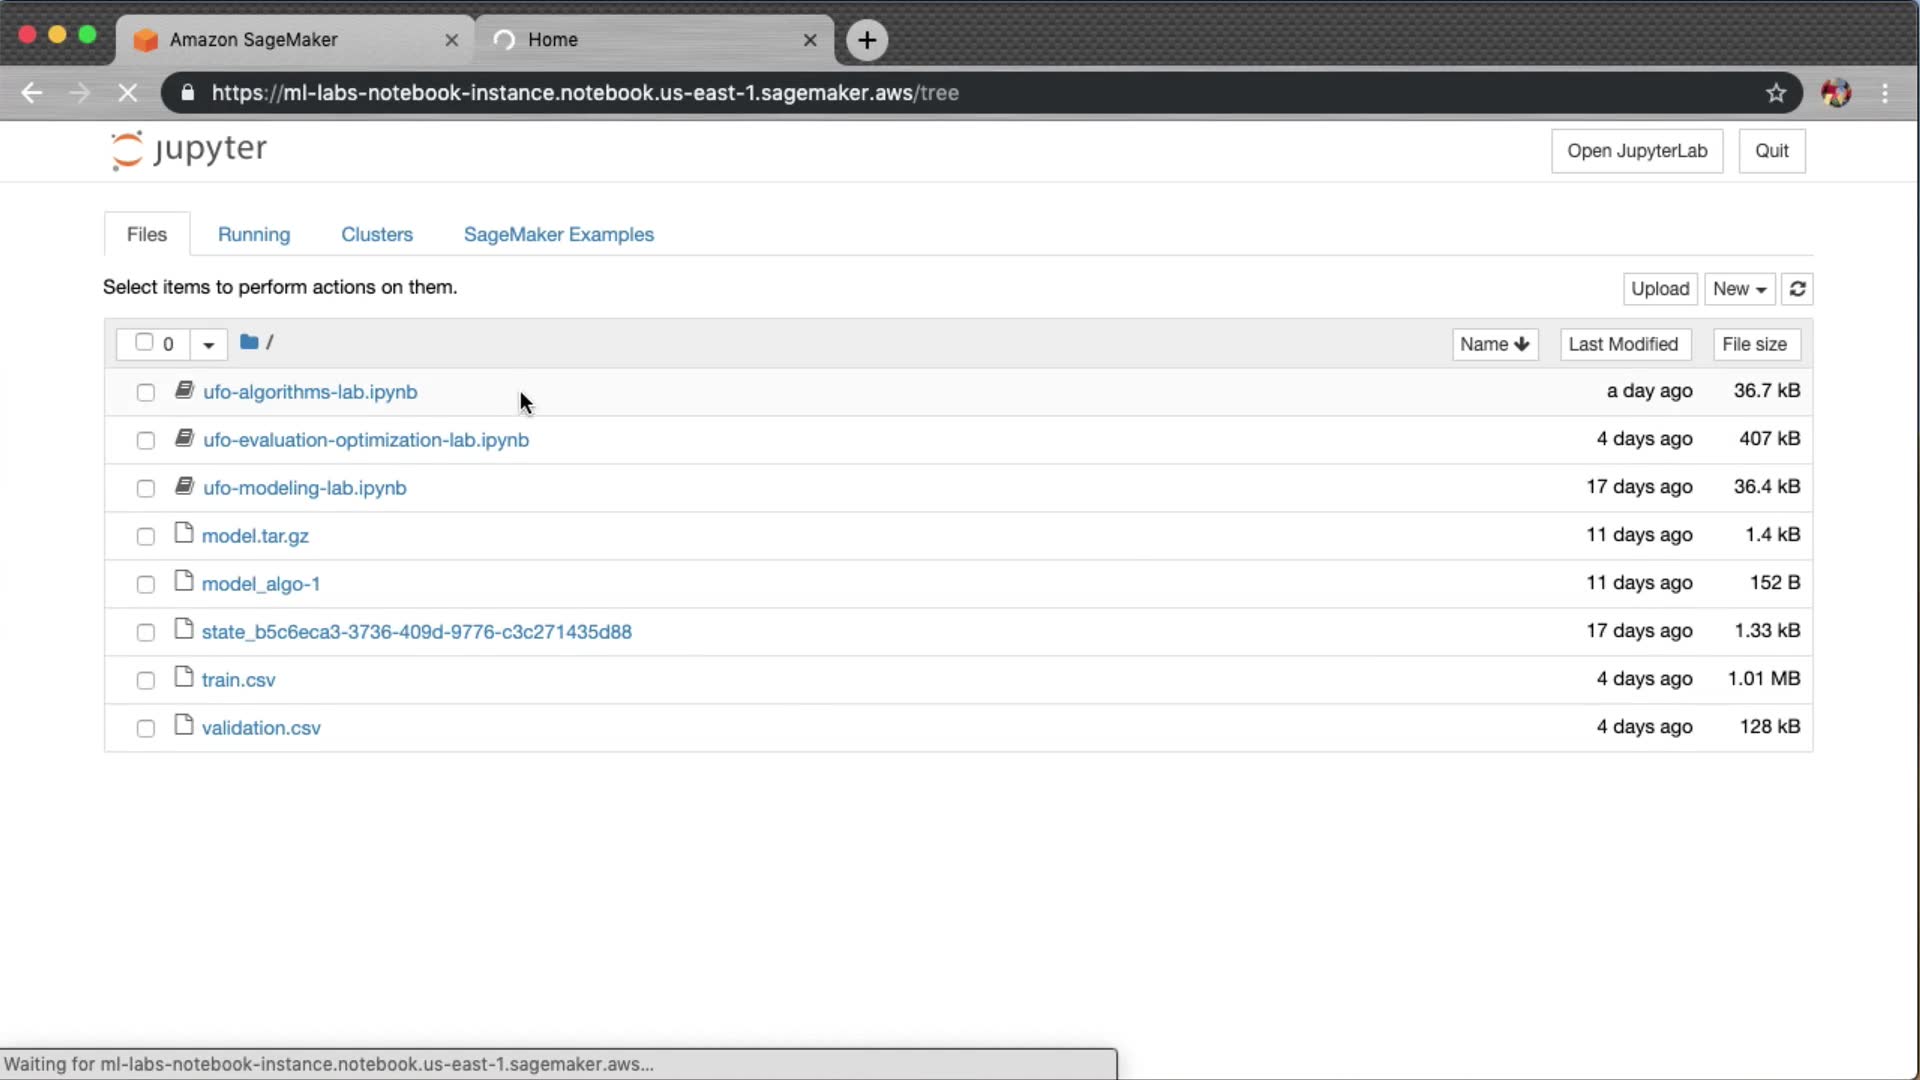 Amazon SageMaker
Home
https://ml-labs-notebook-instance.notebook.us-east-1.sagemaker.aws/tree
jupyter
Open JupyterLab
Quit
Files
Running
Clusters
SageMaker Examples
Select items to perform actions on them.
Upload
New
0
/
Name
Last Modified
File size
ufo-algorithms-lab.ipynb a day ago 36.7 kB
ufo-evaluation-optimization-lab.ipynb 4 days ago 407 kB
ufo-modeling-lab.ipynb 17 days ago 36.4 kB
model.tar.gz 11 days ago 1.4 kB
model_algo-1 11 days ago 152 B
state_b5c6eca3-3736-409d-9776-c3c271435d88 17 days ago 1.33 kB
train.csv 4 days ago 1.01 MB
validation.csv 4 days ago 128 kB
Waiting for ml-labs-notebook-instance.notebook.us-east-1.sagemaker.aws...